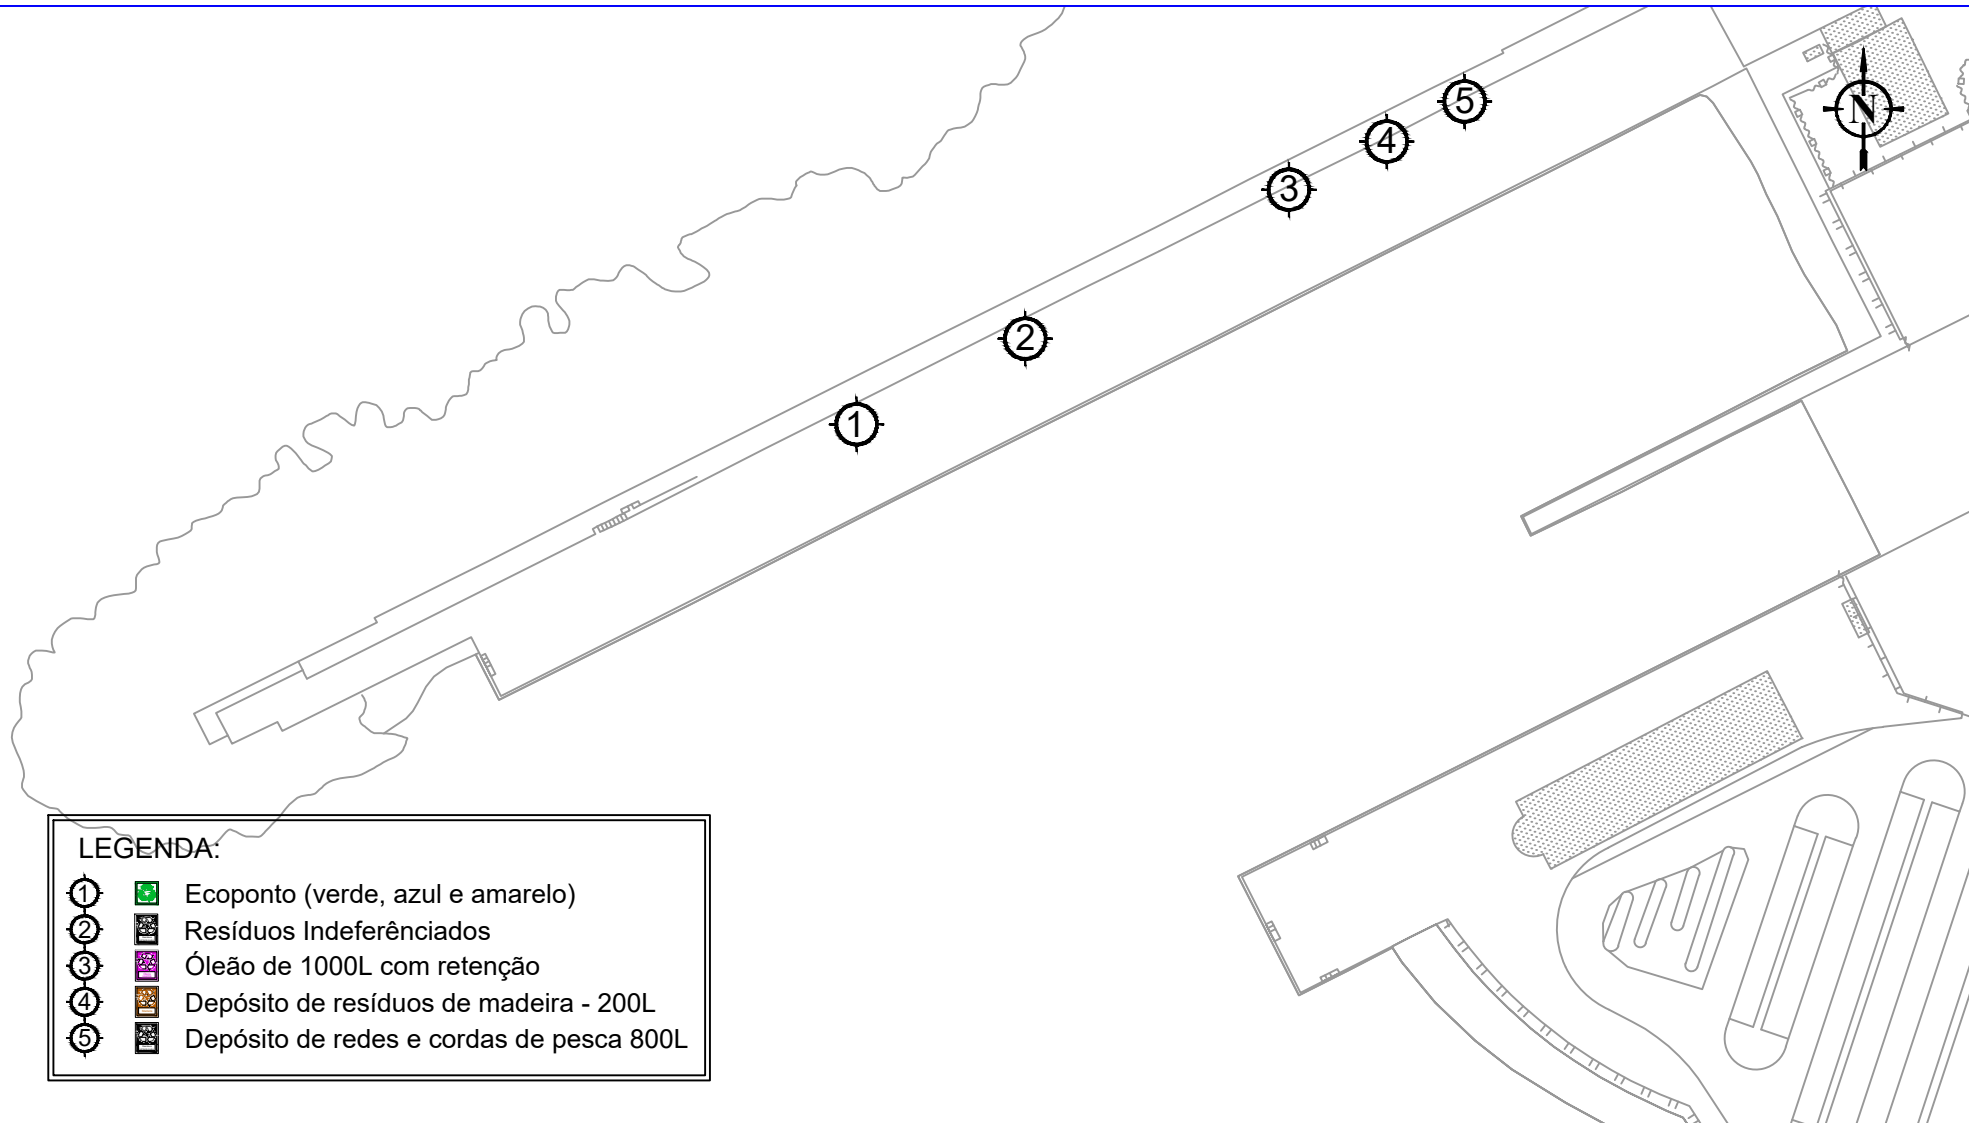 5
N
4
3
2
1
LEGENDA:
1 Ecoponto (verde, azul e amarelo)
2 Resíduos Indeferênciados
3 Óleão de 1000L com retenção
4 Depósito de resíduos de madeira - 200L
5 Depósito de redes e cordas de pesca 800L